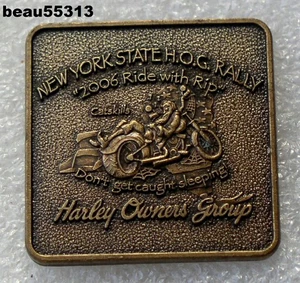 beau55313
NEW YORK STATE H.O.G. RALLY
"2006 Ride with Rip"
Catskills
Don't get caught sleeping!
Harley Owners Group